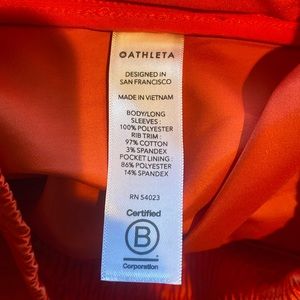 ATHLETA
DESIGNED IN
SAN FRANCISCO
MADE IN VIETNAM
BODY/LONG
SLEEVES :
100% POLYESTER
RIB TRIM :
97% COTTON
3% SPANDEX
POCKET LINING :
86% POLYESTER
14% SPANDEX
RN 54023
Certified
B
Corporation